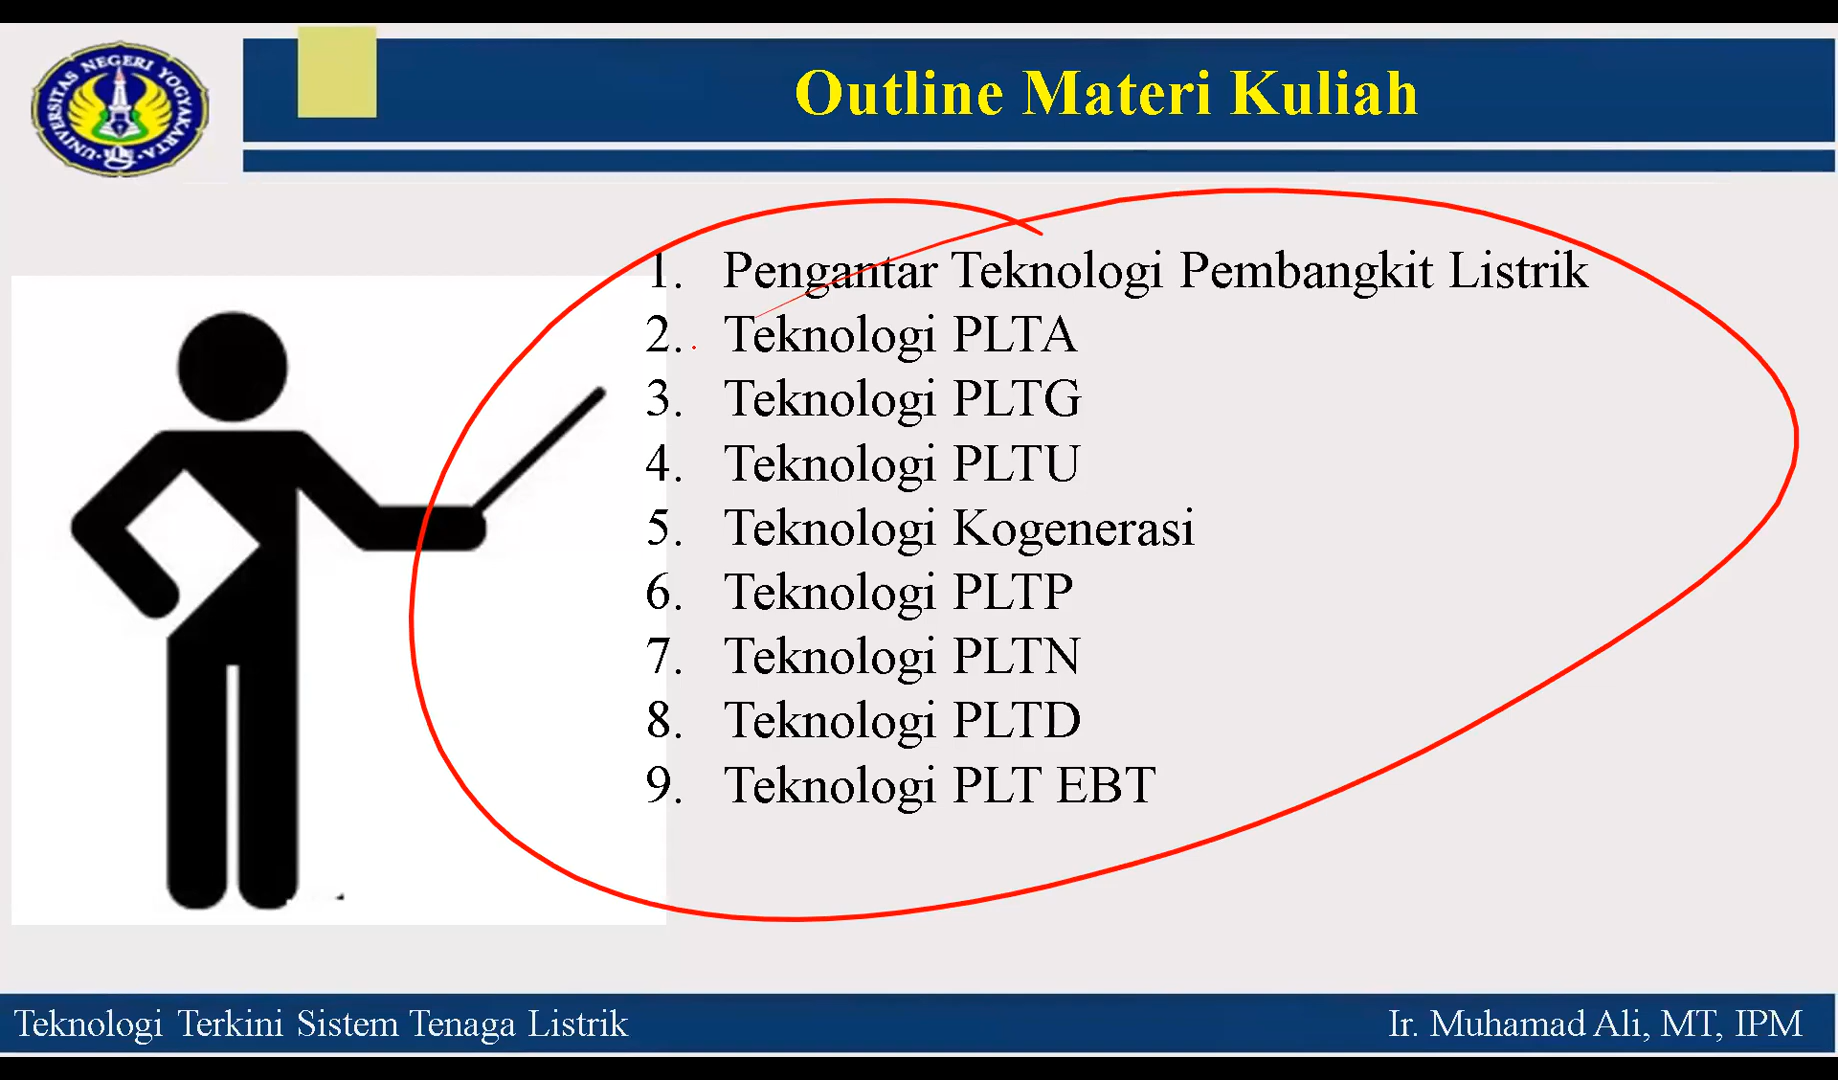 UNIVERSITAS NEGERI YOGYAKARTA
Outline Materi Kuliah
1. Pengantar Teknologi Pembangkit Listrik
2. Teknologi PLTA
3. Teknologi PLTG
4. Teknologi PLTU
5. Teknologi Kogenerasi
6. Teknologi PLTP
7. Teknologi PLTN
8. Teknologi PLTD
9. Teknologi PLT EBT
Teknologi Terkini Sistem Tenaga Listrik
Ir. Muhamad Ali, MT, IPM